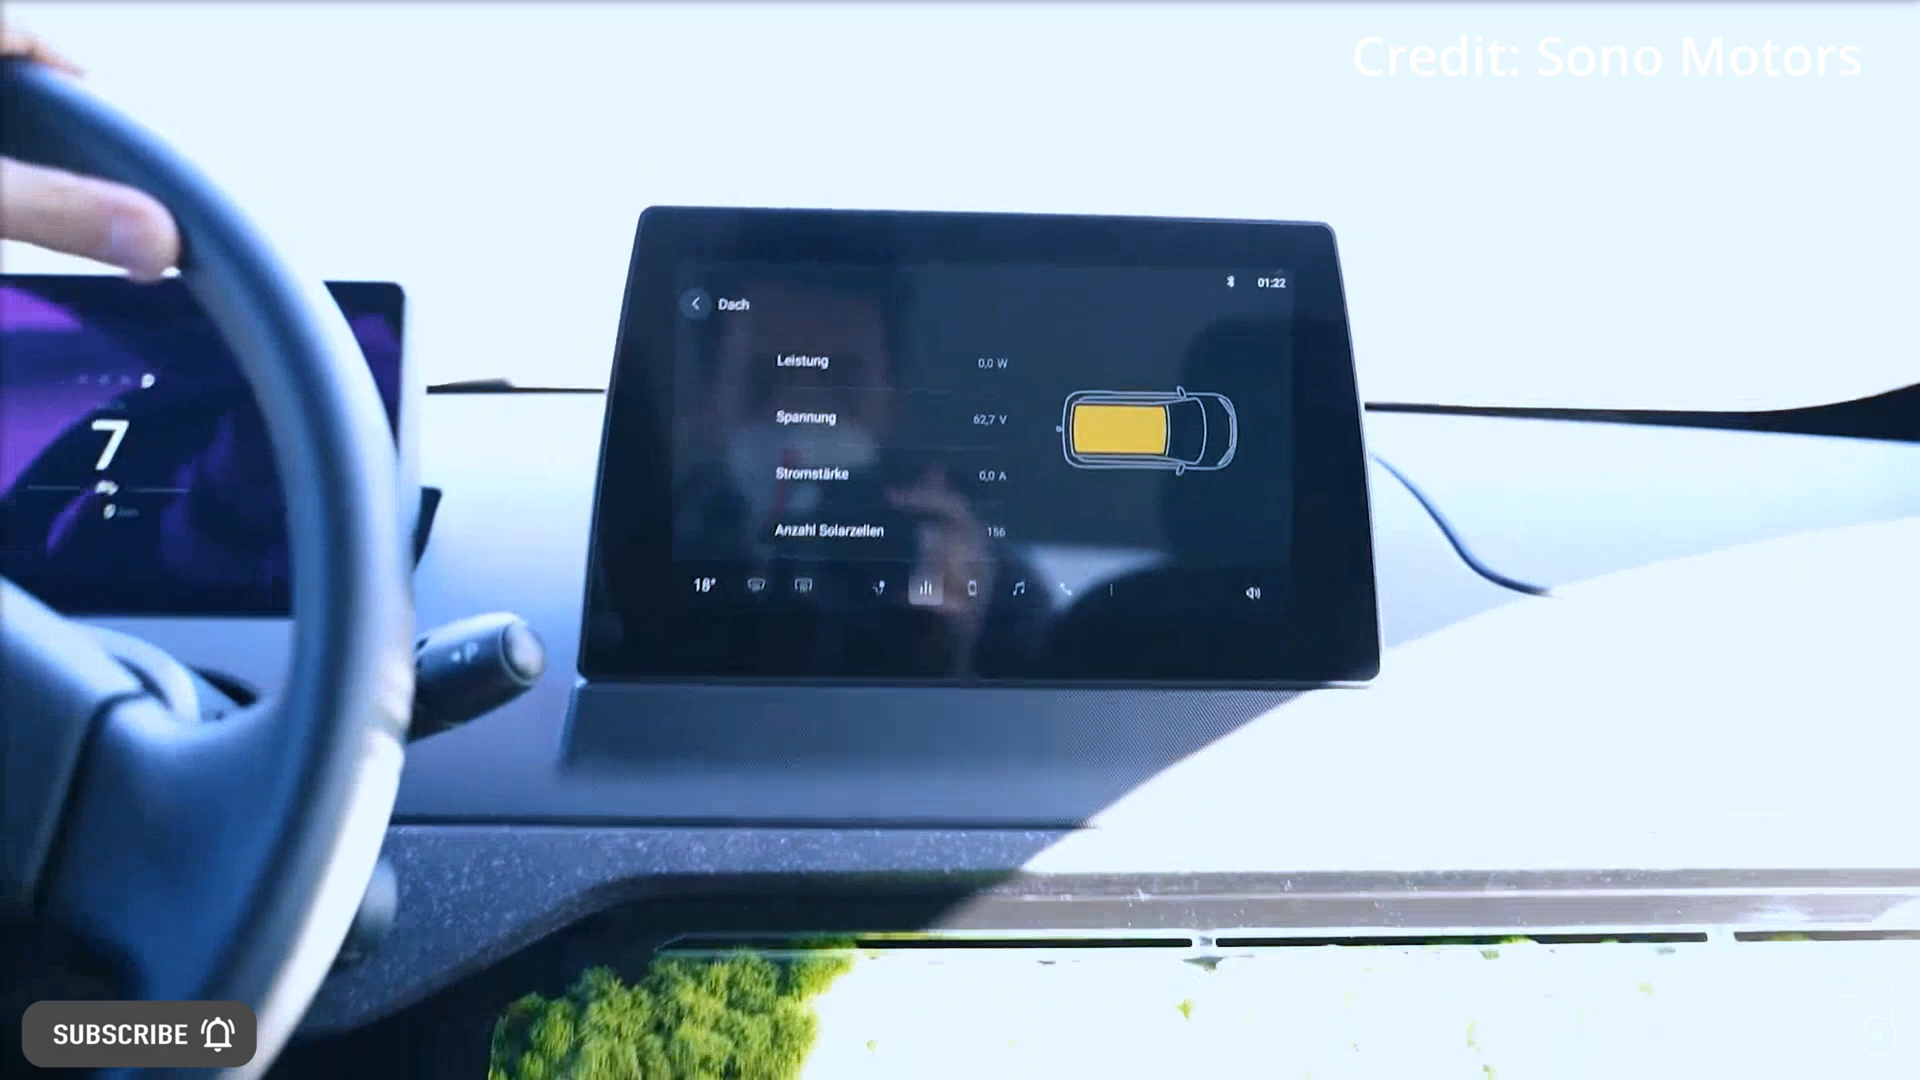 Credit: Sono Motors
01:22
Dach
Leistung 0,0 W
Spannung 62,7 V
Stromstärke 0,0 A
Anzahl Solarzellen 156
18°
7
SUBSCRIBE